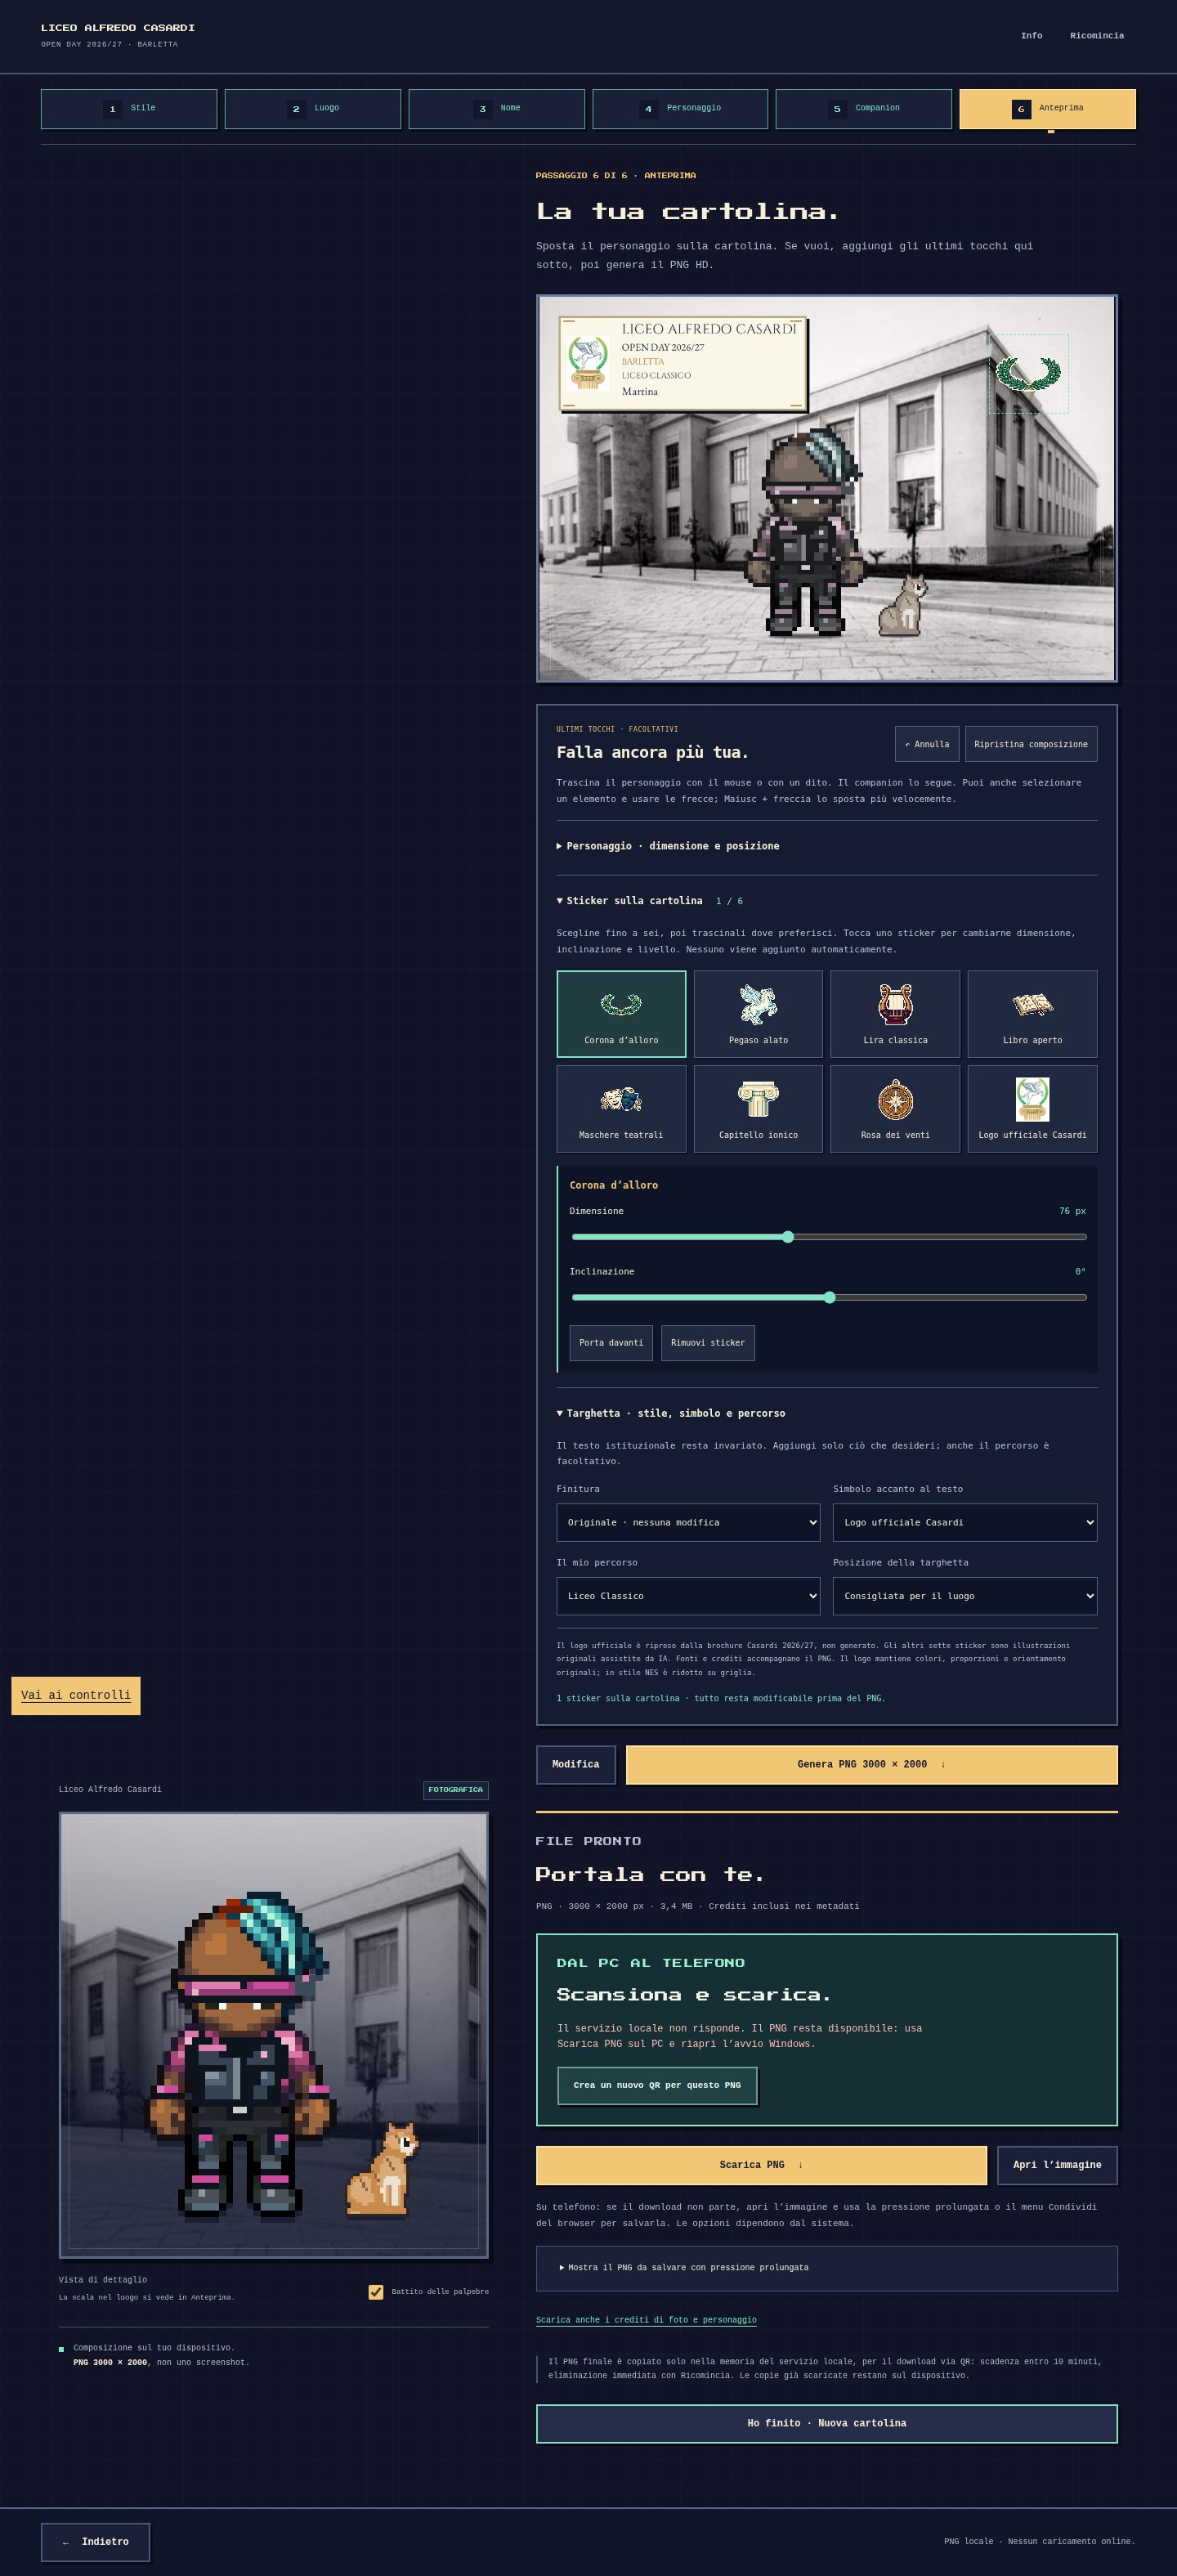 LICEO ALFREDO CASARDI
OPEN DAY 2026/27 · BARLETTA
Info
Ricomincia
1 Stile
2 Luogo
3 Nome
4 Personaggio
5 Companion
6 Anteprima
PASSAGGIO 6 DI 6 · ANTEPRIMA
La tua cartolina.
Sposta il personaggio sulla cartolina. Se vuoi, aggiungi gli ultimi tocchi qui
sotto, poi genera il PNG HD.
LICEO ALFREDO CASARDI
OPEN DAY 2026/27
BARLETTA
LICEO CLASSICO
Martina
ULTIMI TOCCHI · FACOLTATIVI
Falla ancora più tua.
↶ Annulla
Ripristina composizione
Trascina il personaggio con il mouse o con un dito. Il companion lo segue. Puoi anche selezionare
un elemento e usare le frecce; Maiusc + freccia lo sposta più velocemente.
▶ Personaggio · dimensione e posizione
▼ Sticker sulla cartolina 1 / 6
Scegline fino a sei, poi trascinali dove preferisci. Tocca uno sticker per cambiarne dimensione,
inclinazione e livello. Nessuno viene aggiunto automaticamente.
Corona d’alloro
Pegaso alato
Lira classica
Libro aperto
Maschere teatrali
Capitello ionico
Rosa dei venti
Logo ufficiale Casardi
Corona d’alloro
Dimensione
76 px
Inclinazione
0°
Porta davanti
Rimuovi sticker
▼ Targhetta · stile, simbolo e percorso
Il testo istituzionale resta invariato. Aggiungi solo ciò che desideri; anche il percorso è
facoltativo.
Finitura
Simbolo accanto al testo
Originale · nessuna modifica
Logo ufficiale Casardi
Il mio percorso
Posizione della targhetta
Liceo Classico
Consigliata per il luogo
Il logo ufficiale è ripreso dalla brochure Casardi 2026/27, non generato. Gli altri sette sticker sono illustrazioni
originali assistite da IA. Fonti e crediti accompagnano il PNG. Il logo mantiene colori, proporzioni e orientamento
originali; in stile NES è ridotto su griglia.
1 sticker sulla cartolina · tutto resta modificabile prima del PNG.
Vai ai controlli
Modifica
Genera PNG 3000 × 2000 ↓
Liceo Alfredo Casardi
FOTOGRAFICA
FILE PRONTO
Portala con te.
PNG · 3000 × 2000 px · 3,4 MB · Crediti inclusi nei metadati
DAL PC AL TELEFONO
Scansiona e scarica.
Il servizio locale non risponde. Il PNG resta disponibile: usa
Scarica PNG sul PC e riapri l’avvio Windows.
Crea un nuovo QR per questo PNG
Scarica PNG ↓
Apri l’immagine
Su telefono: se il download non parte, apri l’immagine e usa la pressione prolungata o il menu Condividi
del browser per salvarla. Le opzioni dipendono dal sistema.
▶ Mostra il PNG da salvare con pressione prolungata
Vista di dettaglio
La scala nel luogo si vede in Anteprima.
Battito delle palpebre
Scarica anche i crediti di foto e personaggio
Composizione sul tuo dispositivo.
PNG 3000 × 2000, non uno screenshot.
Il PNG finale è copiato solo nella memoria del servizio locale, per il download via QR: scadenza entro 10 minuti,
eliminazione immediata con Ricomincia. Le copie già scaricate restano sul dispositivo.
Ho finito · Nuova cartolina
← Indietro
PNG locale · Nessun caricamento online.